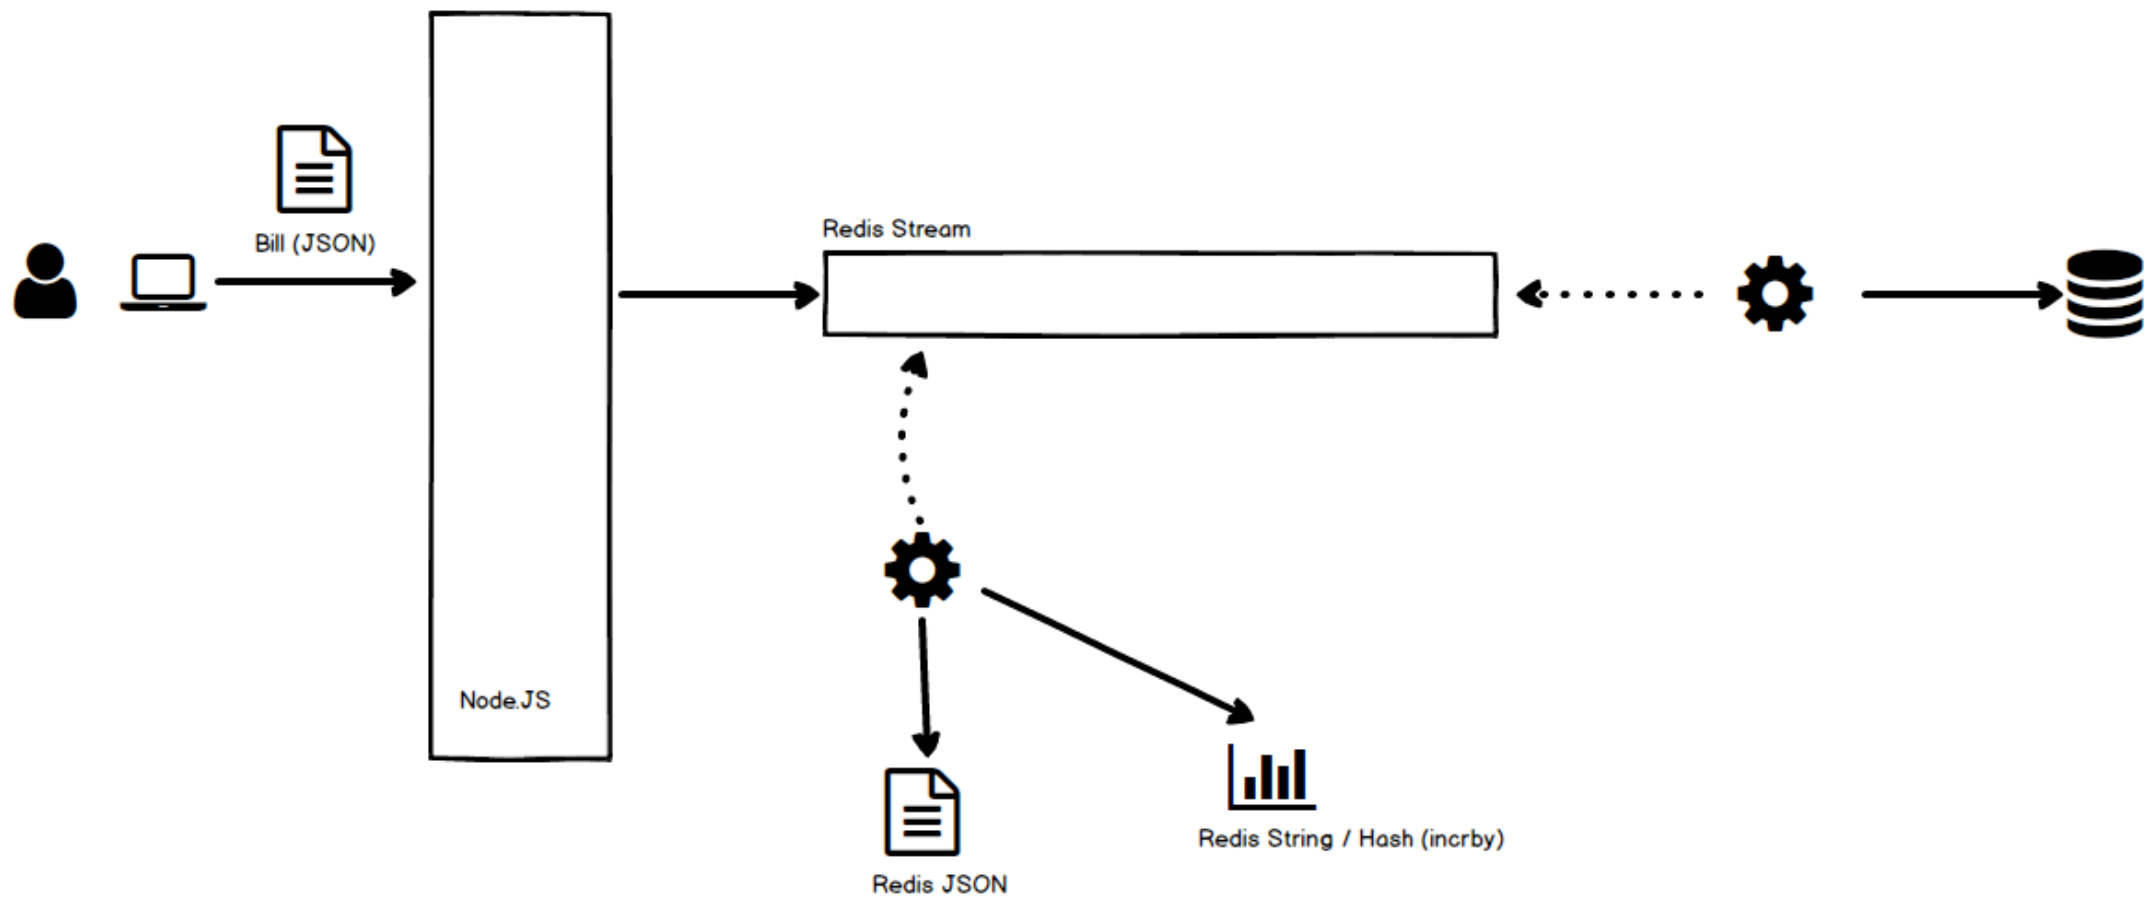 Bill (JSON)
Redis Stream
Node.JS
Redis String / Hash (incrby)
Redis JSON